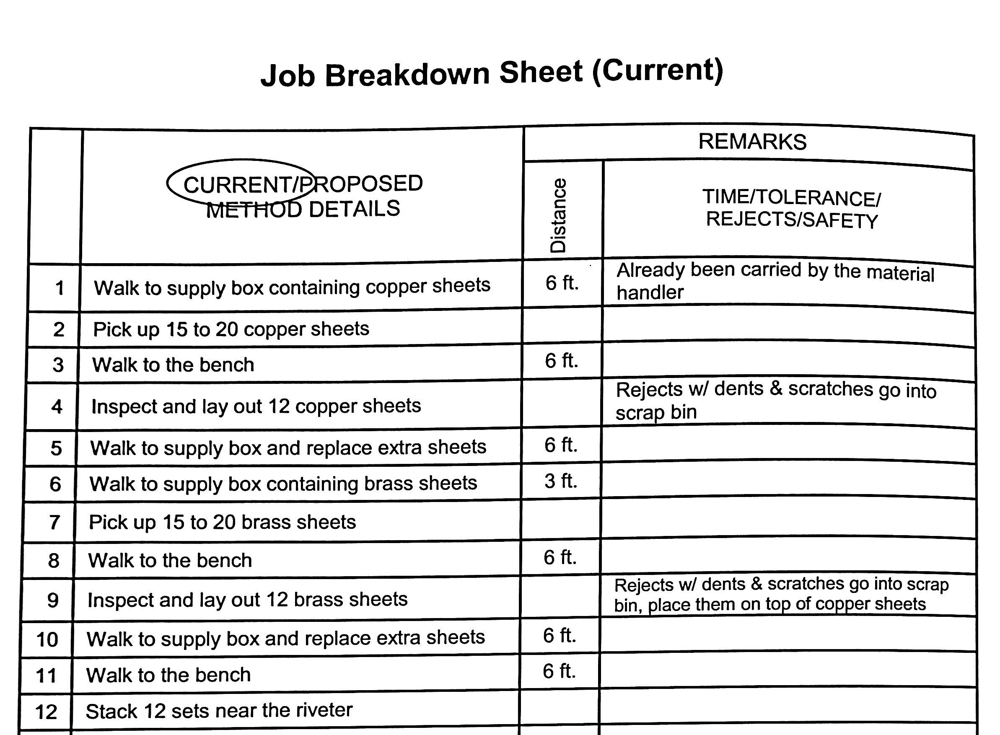 Job Breakdown Sheet (Current)
REMARKS
CURRENT/PROPOSED
METHOD DETAILS
Distance
TIME/TOLERANCE/
REJECTS/SAFETY
1 Walk to supply box containing copper sheets 6 ft. Already been carried by the material
handler
2 Pick up 15 to 20 copper sheets
3 Walk to the bench 6 ft.
4 Inspect and lay out 12 copper sheets Rejects w/ dents & scratches go into
scrap bin
5 Walk to supply box and replace extra sheets 6 ft.
6 Walk to supply box containing brass sheets 3 ft.
7 Pick up 15 to 20 brass sheets
8 Walk to the bench 6 ft.
9 Inspect and lay out 12 brass sheets Rejects w/ dents & scratches go into scrap
bin, place them on top of copper sheets
10 Walk to supply box and replace extra sheets 6 ft.
11 Walk to the bench 6 ft.
12 Stack 12 sets near the riveter